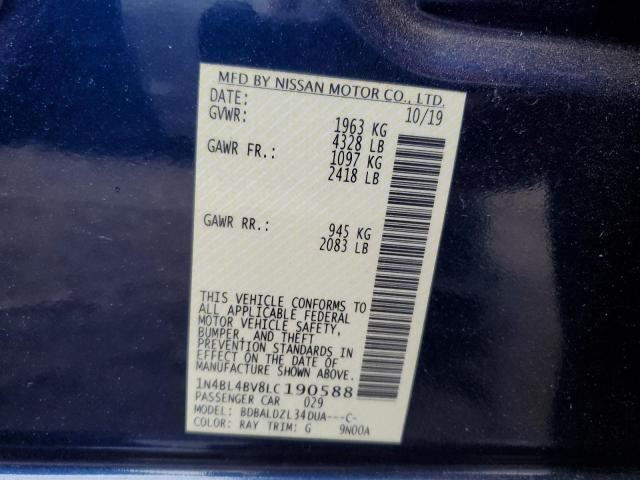 MFD BY NISSAN MOTOR CO., LTD.
DATE: 10/19
GVWR: 1963 KG
4328 LB
GAWR FR.: 1097 KG
2418 LB
GAWR RR.: 945 KG
2083 LB
THIS VEHICLE CONFORMS TO
ALL APPLICABLE FEDERAL
MOTOR VEHICLE SAFETY,
BUMPER, AND THEFT
PREVENTION STANDARDS IN
EFFECT ON THE DATE OF
MANUFACTURE SHOWN ABOVE.
1N4BL4BV8LC190588
PASSENGER CAR 029
MODEL: BDBALDZL34DUA---C-
COLOR: RAY TRIM: G 9N00A